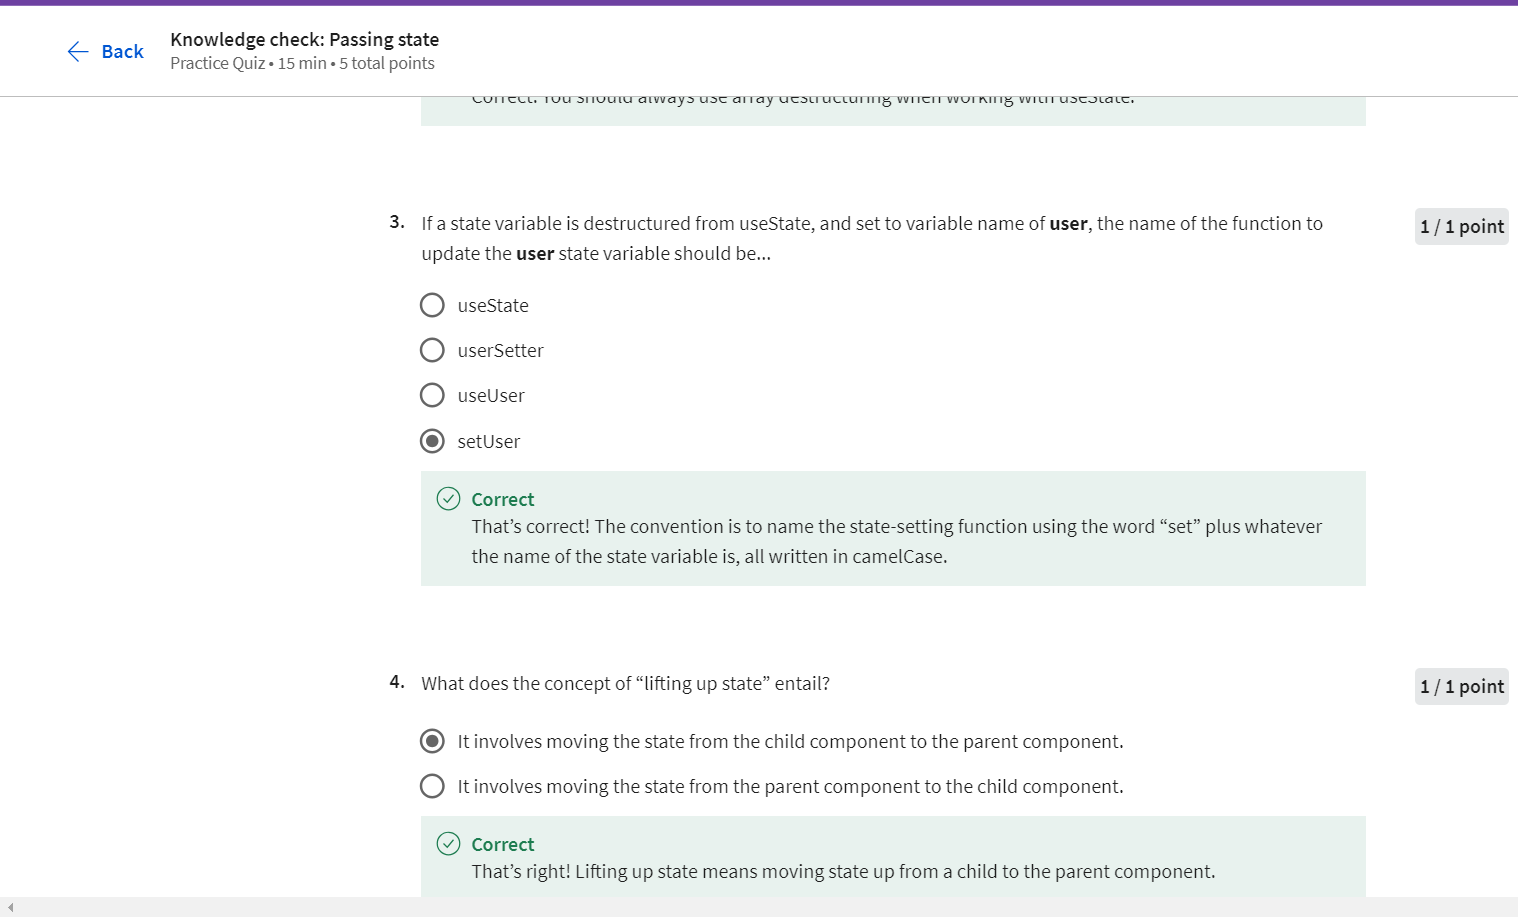 Back
Knowledge check: Passing state
Practice Quiz • 15 min • 5 total points
Correct. You should always use array destructuring when working with useState.
3. If a state variable is destructured from useState, and set to variable name of user, the name of the function to
update the user state variable should be...
1 / 1 point
useState
userSetter
useUser
setUser
Correct
That’s correct! The convention is to name the state-setting function using the word “set” plus whatever
the name of the state variable is, all written in camelCase.
4. What does the concept of “lifting up state” entail?
1 / 1 point
It involves moving the state from the child component to the parent component.
It involves moving the state from the parent component to the child component.
Correct
That’s right! Lifting up state means moving state up from a child to the parent component.